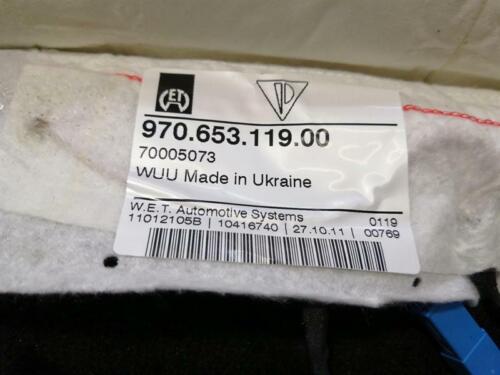 970.653.119.00
70005073
WUU Made in Ukraine
W.E.T. Automotive Systems 0119
11012105B | 10416740 | 27.10.11 | 00769